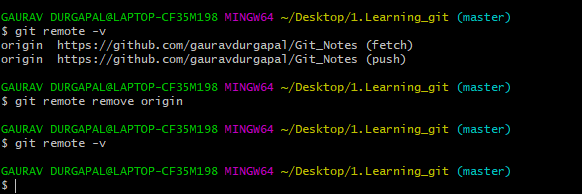 GAURAV DURGAPAL@LAPTOP-CF35M198 MINGW64 ~/Desktop/1.Learning_git (master)
$ git remote -v
origin  https://github.com/gauravdurgapal/Git_Notes (fetch)
origin  https://github.com/gauravdurgapal/Git_Notes (push)
GAURAV DURGAPAL@LAPTOP-CF35M198 MINGW64 ~/Desktop/1.Learning_git (master)
$ git remote remove origin
GAURAV DURGAPAL@LAPTOP-CF35M198 MINGW64 ~/Desktop/1.Learning_git (master)
$ git remote -v
GAURAV DURGAPAL@LAPTOP-CF35M198 MINGW64 ~/Desktop/1.Learning_git (master)
$